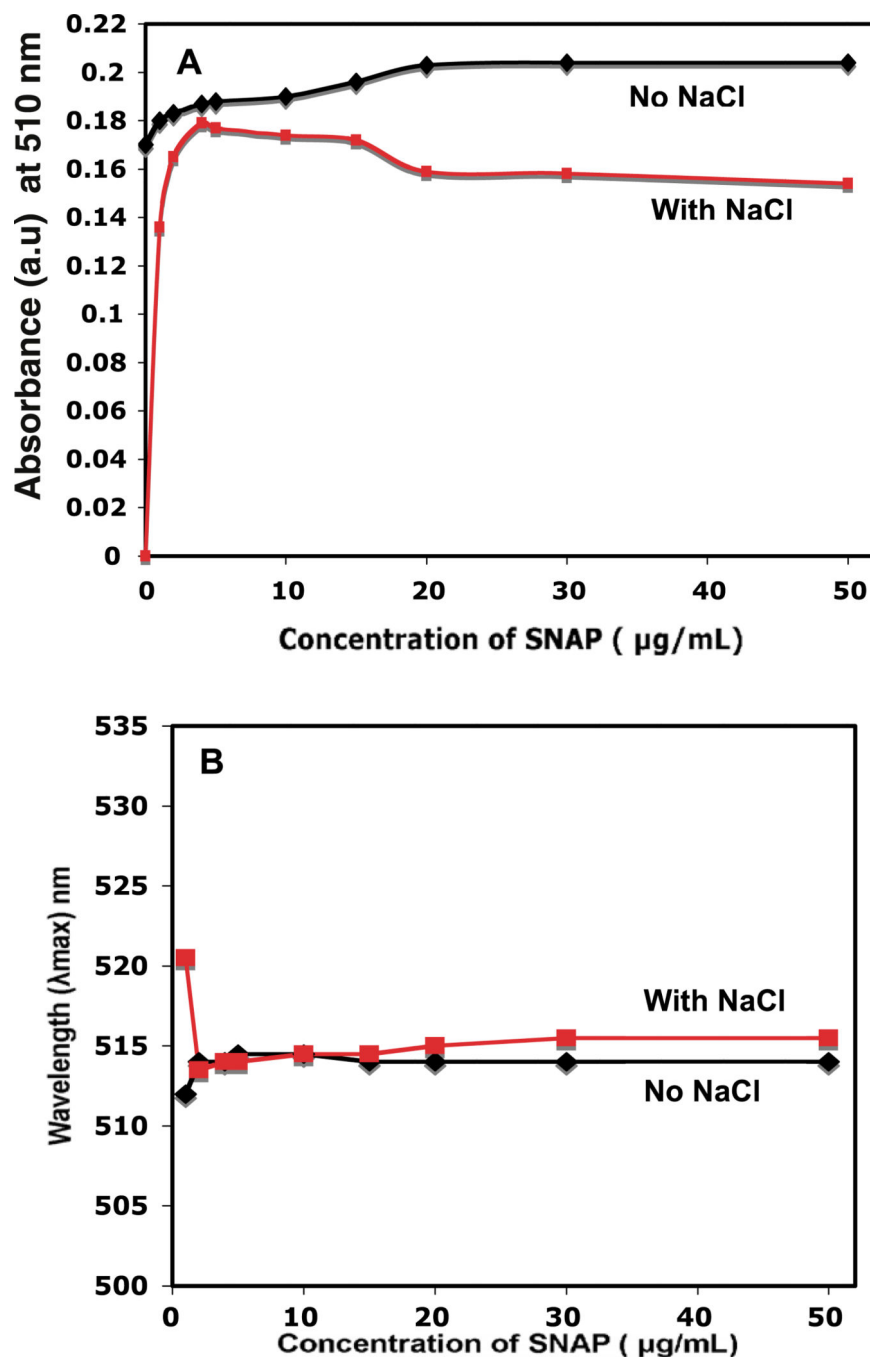 A
Absorbance (a.u) at 510 nm
0.22
0.2
0.18
0.16
0.14
0.12
0.1
0.08
0.06
0.04
0.02
0
No NaCl
With NaCl
0 10 20 30 40 50
Concentration of SNAP ( µg/mL)
B
Wavelength (λmax) nm
535
530
525
520
515
510
505
500
With NaCl
No NaCl
0 10 20 30 40 50
Concentration of SNAP ( µg/mL)